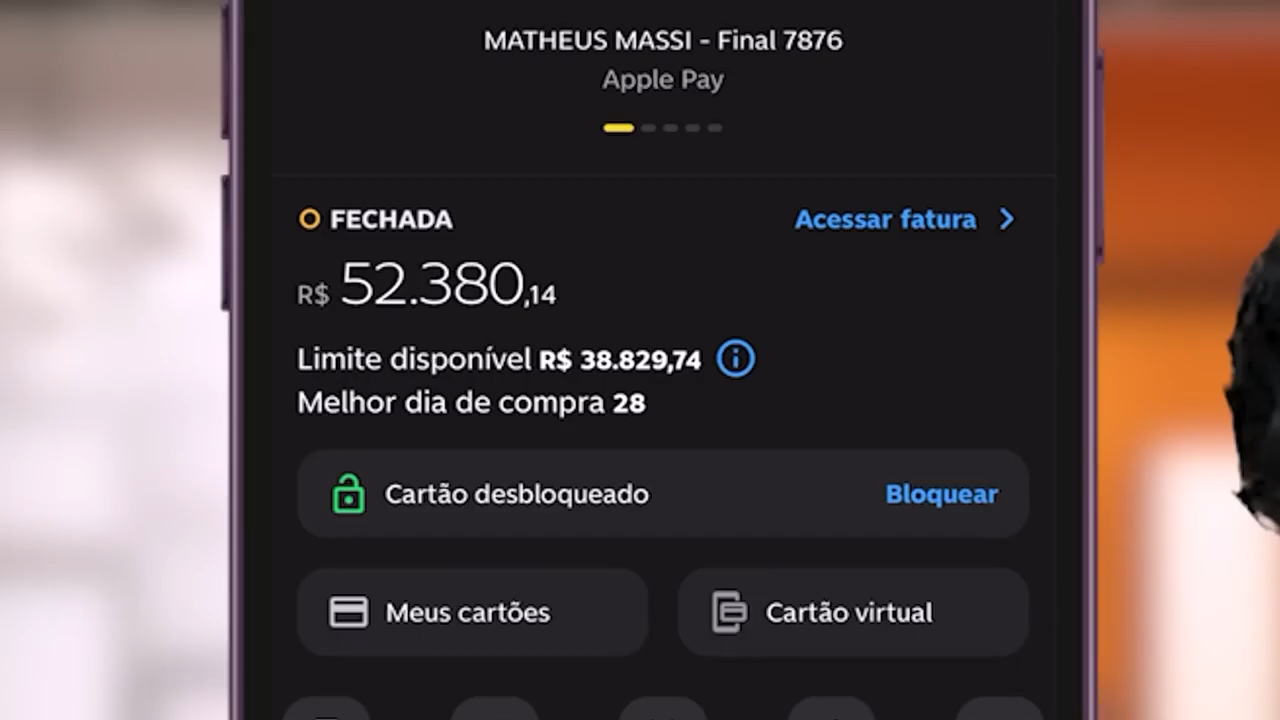 MATHEUS MASSI - Final 7876
Apple Pay
FECHADA
Acessar fatura
R$ 52.380,14
Limite disponível R$ 38.829,74
Melhor dia de compra 28
Cartão desbloqueado
Bloquear
Meus cartões
Cartão virtual